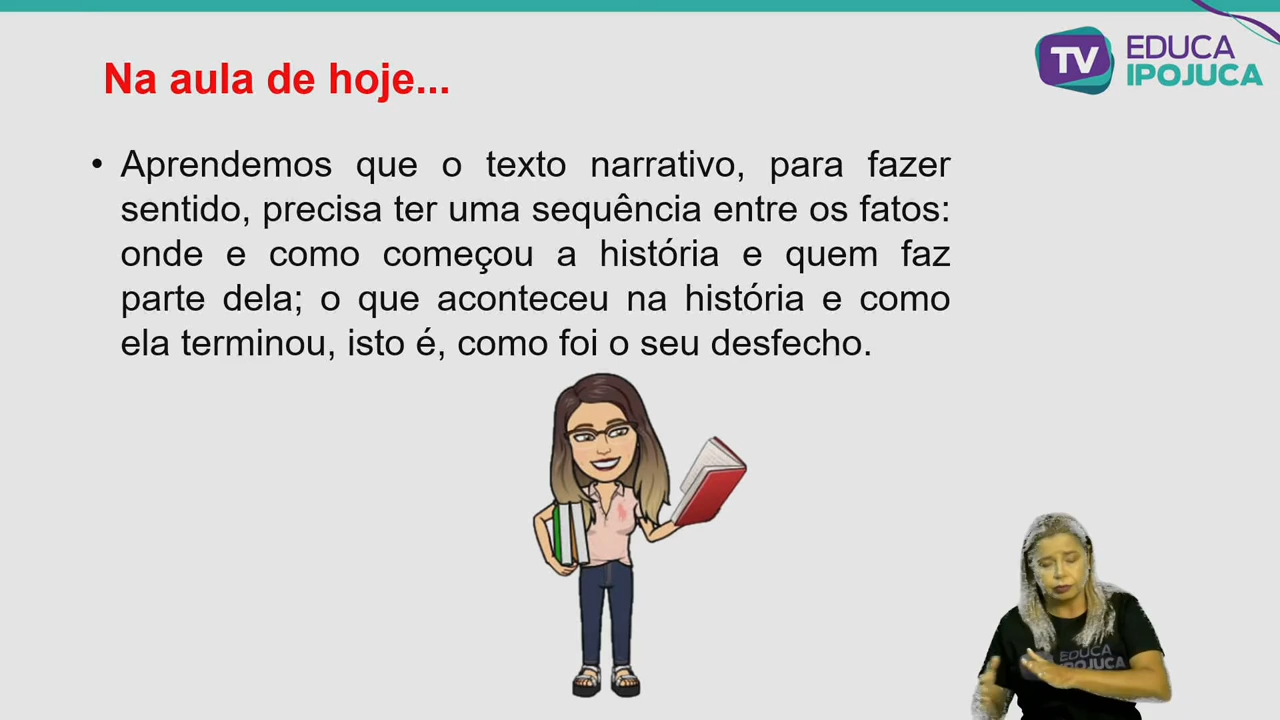 Na aula de hoje...
TV EDUCA
IPOJUCA
• Aprendemos que o texto narrativo, para fazer
sentido, precisa ter uma sequência entre os fatos:
onde e como começou a história e quem faz
parte dela; o que aconteceu na história e como
ela terminou, isto é, como foi o seu desfecho.
EDUCA
IPOJUCA